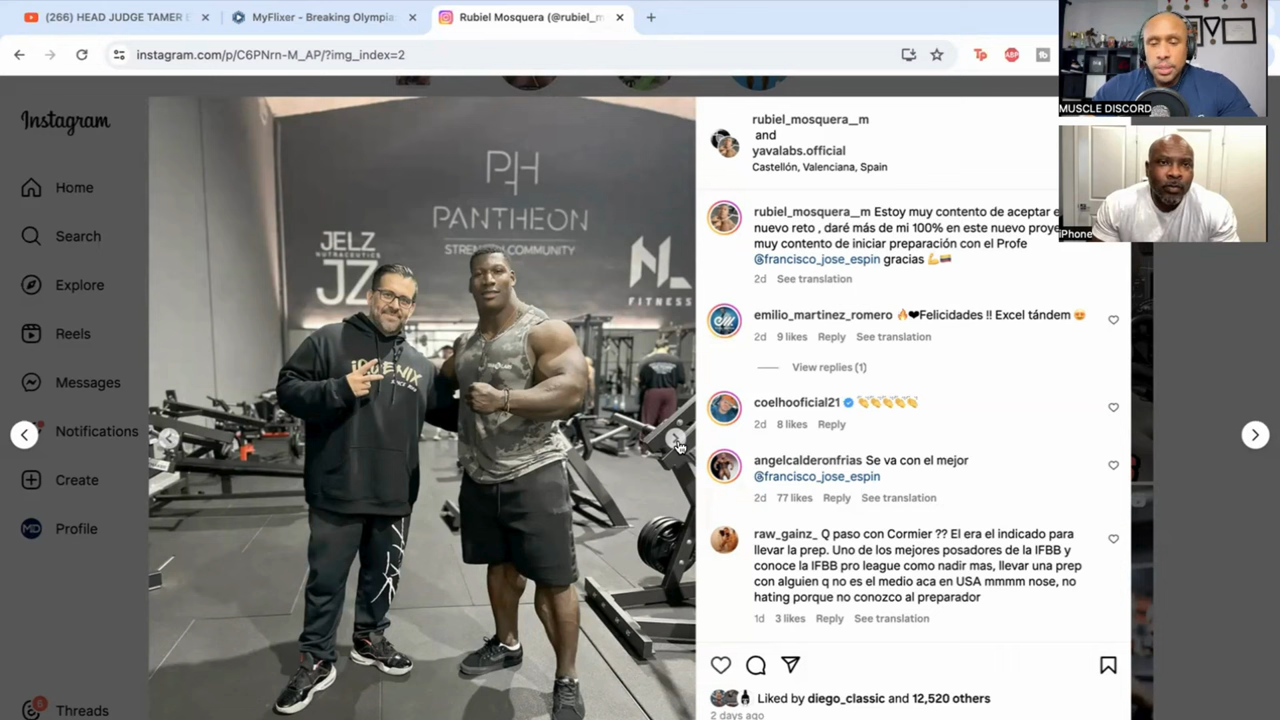 (266) HEAD JUDGE TAMER E
MyFlixer - Breaking Olympia:
Rubiel Mosquera (@rubiel_m
instagram.com/p/C6PNrn-M_AP/?img_index=2
Tp
ABP
tb
MUSCLE DISCORD
iPhone
Instagram
Home
Search
Explore
Reels
Messages
Notifications
Create
Profile
MD
6
Threads
PH
PANTHEON
COMMUNITY
JELZ
NUTRACEUTICS
JZ
NL
FITNESS
rubiel_mosquera__m
and
yavalabs.official
Castellón, Valenciana, Spain
rubiel_mosquera__m Estoy muy contento de aceptar e
nuevo reto , daré más de mi 100% en este nuevo proye
muy contento de iniciar preparación con el Profe
@francisco_jose_espin gracias 💪🇨🇴
2d See translation
emilio_martinez_romero 🔥❤Felicidades !! Excel tándem 😍
2d 9 likes Reply See translation
View replies (1)
coelhooficial21 👏👏👏👏👏
2d 8 likes Reply
angelcalderonfrias Se va con el mejor
@francisco_jose_espin
2d 77 likes Reply See translation
raw_gainz_ Q paso con Cormier ?? El era el indicado para
llevar la prep. Uno de los mejores posadores de la IFBB y
conoce la IFBB pro league como nadir mas, llevar una prep
con alguien q no es el medio aca en USA mmmm nose, no
hating porque no conozco al preparador
1d 3 likes Reply See translation
Liked by diego_classic and 12,520 others
2 days ago